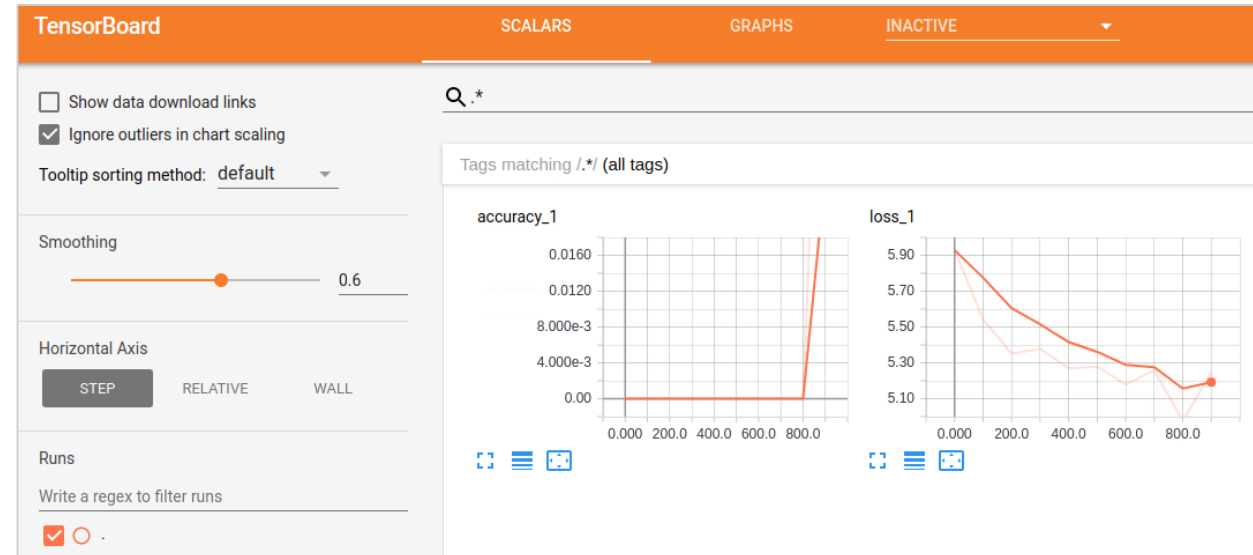 TensorBoard
SCALARS
GRAPHS
INACTIVE
Show data download links
Ignore outliers in chart scaling
Tooltip sorting method: default
Smoothing
0.6
Horizontal Axis
STEP RELATIVE WALL
Runs
Write a regex to filter runs
.
.*
Tags matching /.*/ (all tags)
accuracy_1
0.0160
0.0120
8.000e-3
4.000e-3
0.00
0.000 200.0 400.0 600.0 800.0
loss_1
5.90
5.70
5.50
5.30
5.10
0.000 200.0 400.0 600.0 800.0